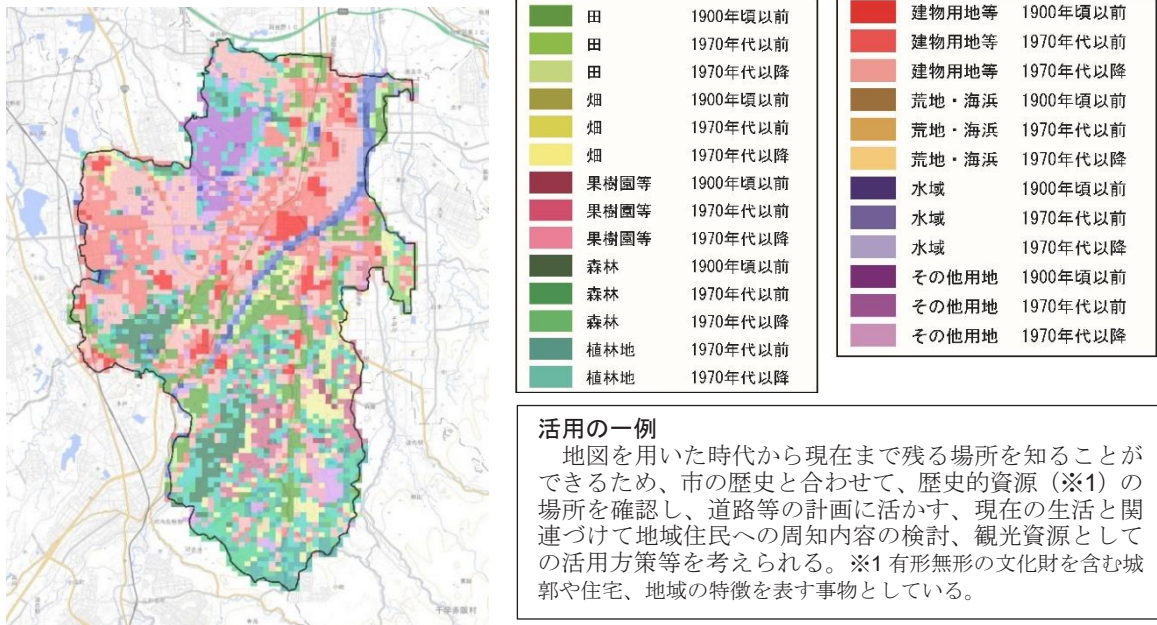 田 1900年頃以前
田 1970年代以前
田 1970年代以降
畑 1900年頃以前
畑 1970年代以前
畑 1970年代以降
果樹園等 1900年頃以前
果樹園等 1970年代以前
果樹園等 1970年代以降
森林 1900年頃以前
森林 1970年代以前
森林 1970年代以降
植林地 1970年代以前
植林地 1970年代以降
建物用地等 1900年頃以前
建物用地等 1970年代以前
建物用地等 1970年代以降
荒地・海浜 1900年頃以前
荒地・海浜 1970年代以前
荒地・海浜 1970年代以降
水域 1900年頃以前
水域 1970年代以前
水域 1970年代以降
その他用地 1900年頃以前
その他用地 1970年代以前
その他用地 1970年代以降
活用の一例
地図を用いた時代から現在まで残る場所を知ることが
できるため、市の歴史と合わせて、歴史的資源（※1）の
場所を確認し、道路等の計画に活かす、現在の生活と関
連づけて地域住民への周知内容の検討、観光資源として
の活用方策等を考えられる。※1 有形無形の文化財を含む城
郭や住宅、地域の特徴を表す事物としている。
千早赤阪村